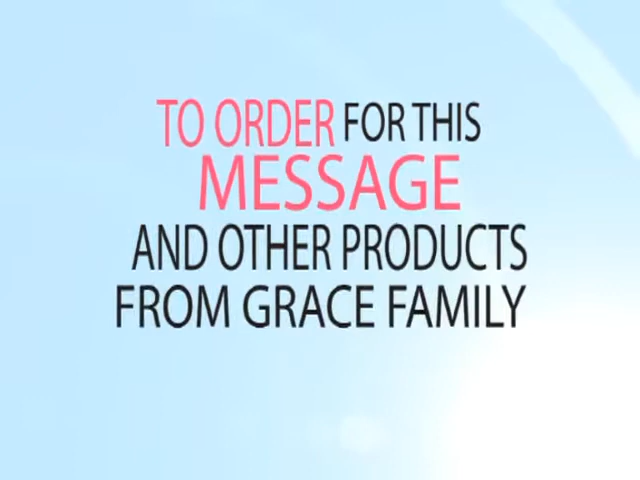 TO ORDER FOR THIS
MESSAGE
AND OTHER PRODUCTS
FROM GRACE FAMILY